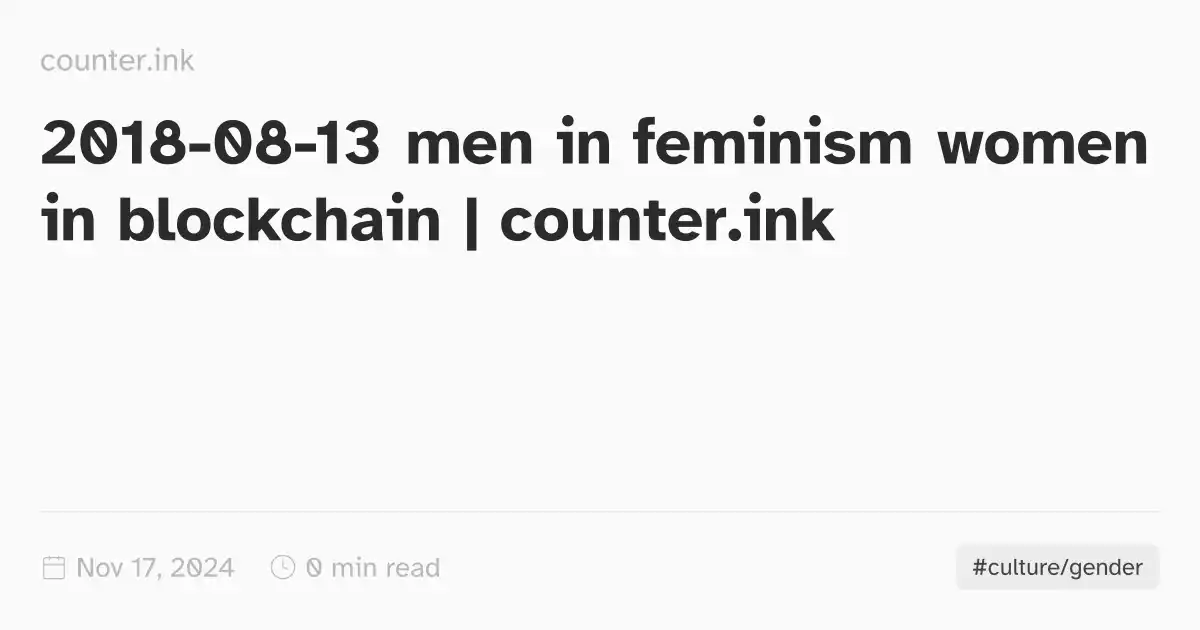 counter.ink
2018-08-13 men in feminism women
in blockchain | counter.ink
Nov 17, 2024
0 min read
#culture/gender